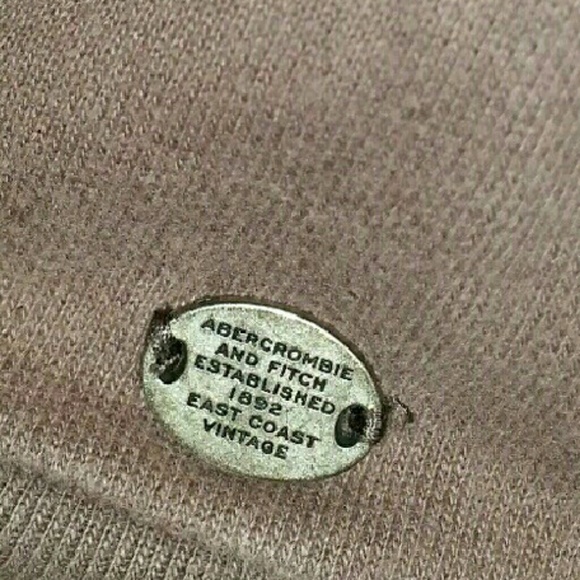 ABERCROMBIE
AND FITCH
ESTABLISHED
1892
EAST COAST
VINTAGE